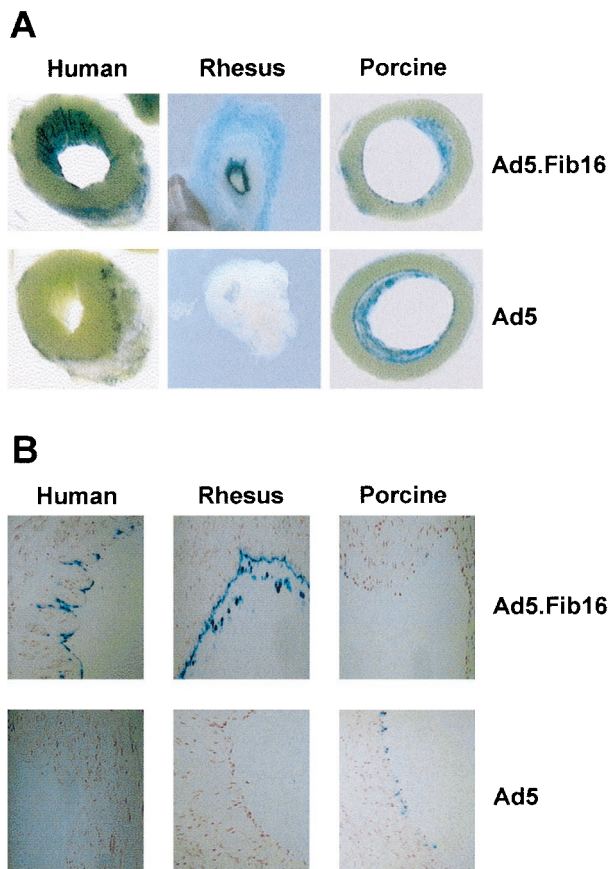 A
Human Rhesus Porcine
Ad5.Fib16
Ad5
B
Human Rhesus Porcine
Ad5.Fib16
Ad5